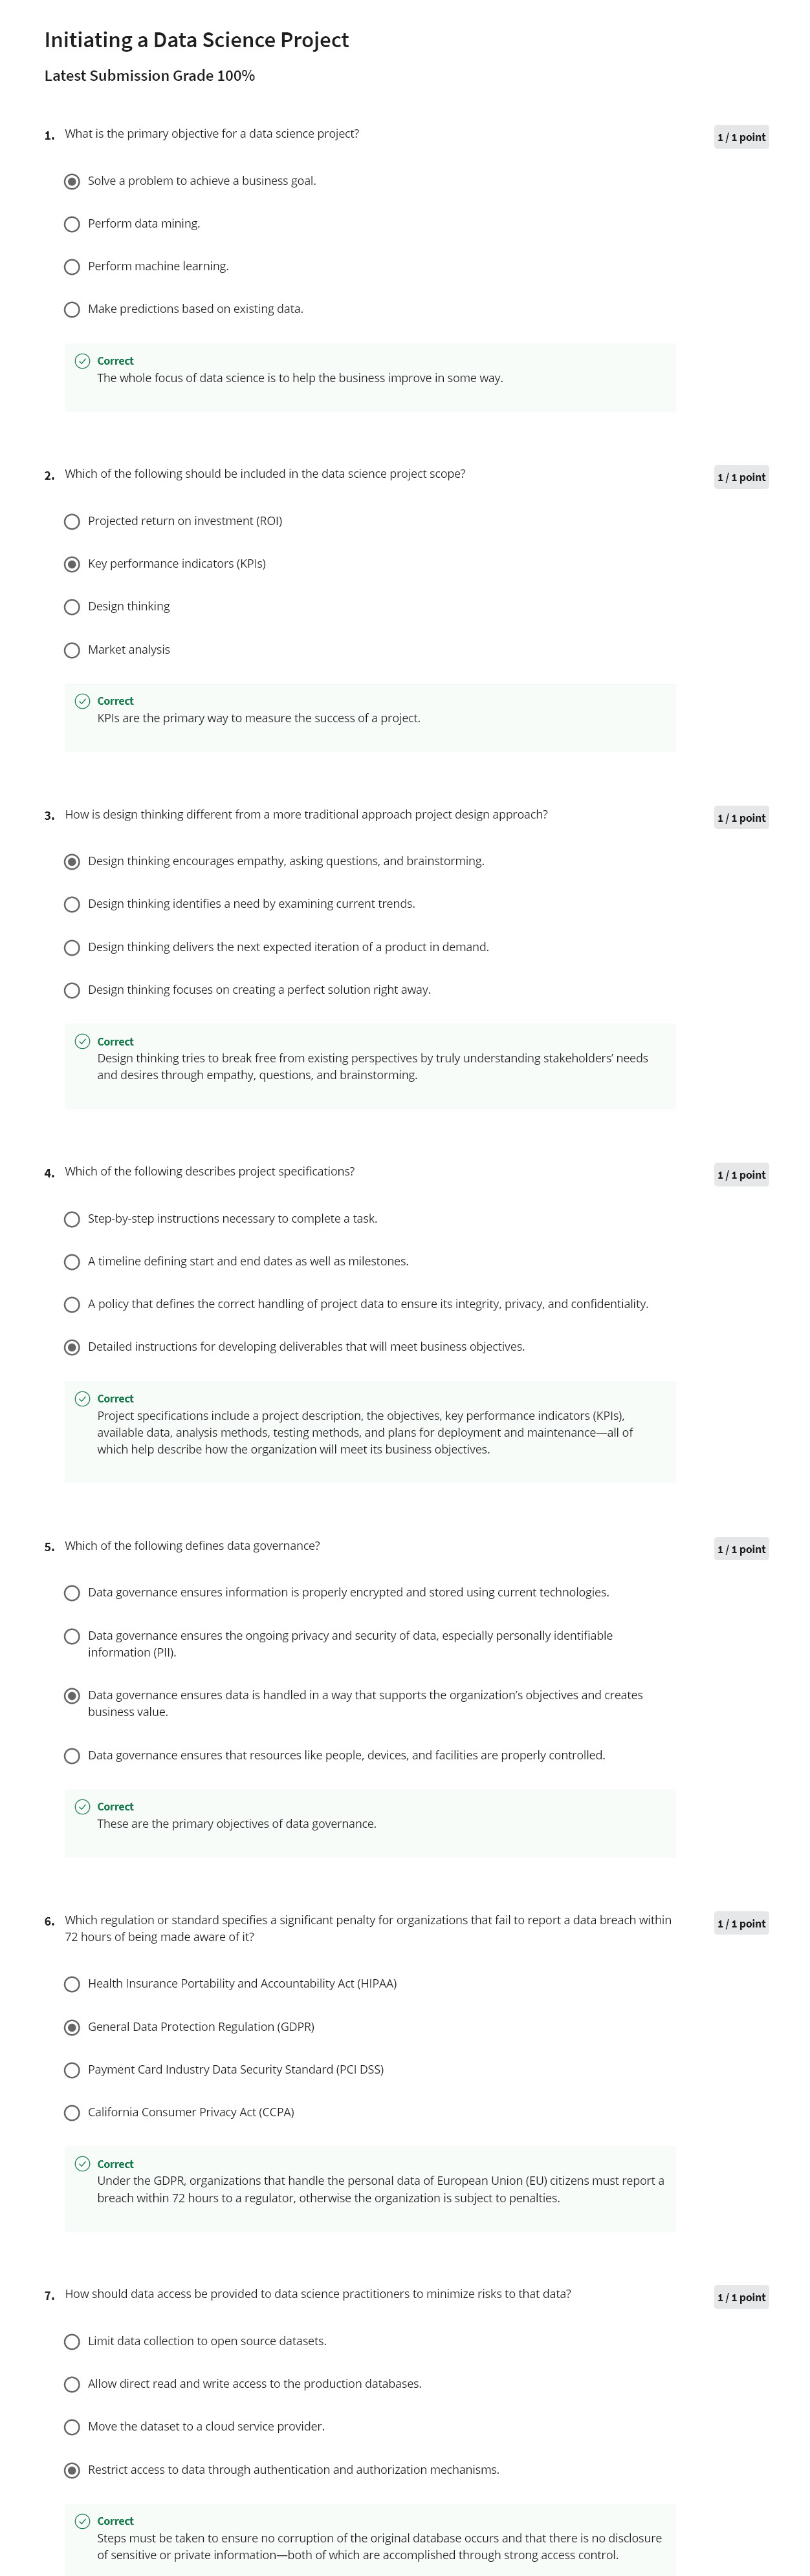 Initiating a Data Science Project
Latest Submission Grade 100%
1. What is the primary objective for a data science project? 1 / 1 point
Solve a problem to achieve a business goal.
Perform data mining.
Perform machine learning.
Make predictions based on existing data.
Correct
The whole focus of data science is to help the business improve in some way.
2. Which of the following should be included in the data science project scope? 1 / 1 point
Projected return on investment (ROI)
Key performance indicators (KPIs)
Design thinking
Market analysis
Correct
KPIs are the primary way to measure the success of a project.
3. How is design thinking different from a more traditional approach project design approach? 1 / 1 point
Design thinking encourages empathy, asking questions, and brainstorming.
Design thinking identifies a need by examining current trends.
Design thinking delivers the next expected iteration of a product in demand.
Design thinking focuses on creating a perfect solution right away.
Correct
Design thinking tries to break free from existing perspectives by truly understanding stakeholders’ needs
and desires through empathy, questions, and brainstorming.
4. Which of the following describes project specifications? 1 / 1 point
Step-by-step instructions necessary to complete a task.
A timeline defining start and end dates as well as milestones.
A policy that defines the correct handling of project data to ensure its integrity, privacy, and confidentiality.
Detailed instructions for developing deliverables that will meet business objectives.
Correct
Project specifications include a project description, the objectives, key performance indicators (KPIs),
available data, analysis methods, testing methods, and plans for deployment and maintenance—all of
which help describe how the organization will meet its business objectives.
5. Which of the following defines data governance? 1 / 1 point
Data governance ensures information is properly encrypted and stored using current technologies.
Data governance ensures the ongoing privacy and security of data, especially personally identifiable
information (PII).
Data governance ensures data is handled in a way that supports the organization’s objectives and creates
business value.
Data governance ensures that resources like people, devices, and facilities are properly controlled.
Correct
These are the primary objectives of data governance.
6. Which regulation or standard specifies a significant penalty for organizations that fail to report a data breach within 1 / 1 point
72 hours of being made aware of it?
Health Insurance Portability and Accountability Act (HIPAA)
General Data Protection Regulation (GDPR)
Payment Card Industry Data Security Standard (PCI DSS)
California Consumer Privacy Act (CCPA)
Correct
Under the GDPR, organizations that handle the personal data of European Union (EU) citizens must report a
breach within 72 hours to a regulator, otherwise the organization is subject to penalties.
7. How should data access be provided to data science practitioners to minimize risks to that data? 1 / 1 point
Limit data collection to open source datasets.
Allow direct read and write access to the production databases.
Move the dataset to a cloud service provider.
Restrict access to data through authentication and authorization mechanisms.
Correct
Steps must be taken to ensure no corruption of the original database occurs and that there is no disclosure
of sensitive or private information—both of which are accomplished through strong access control.